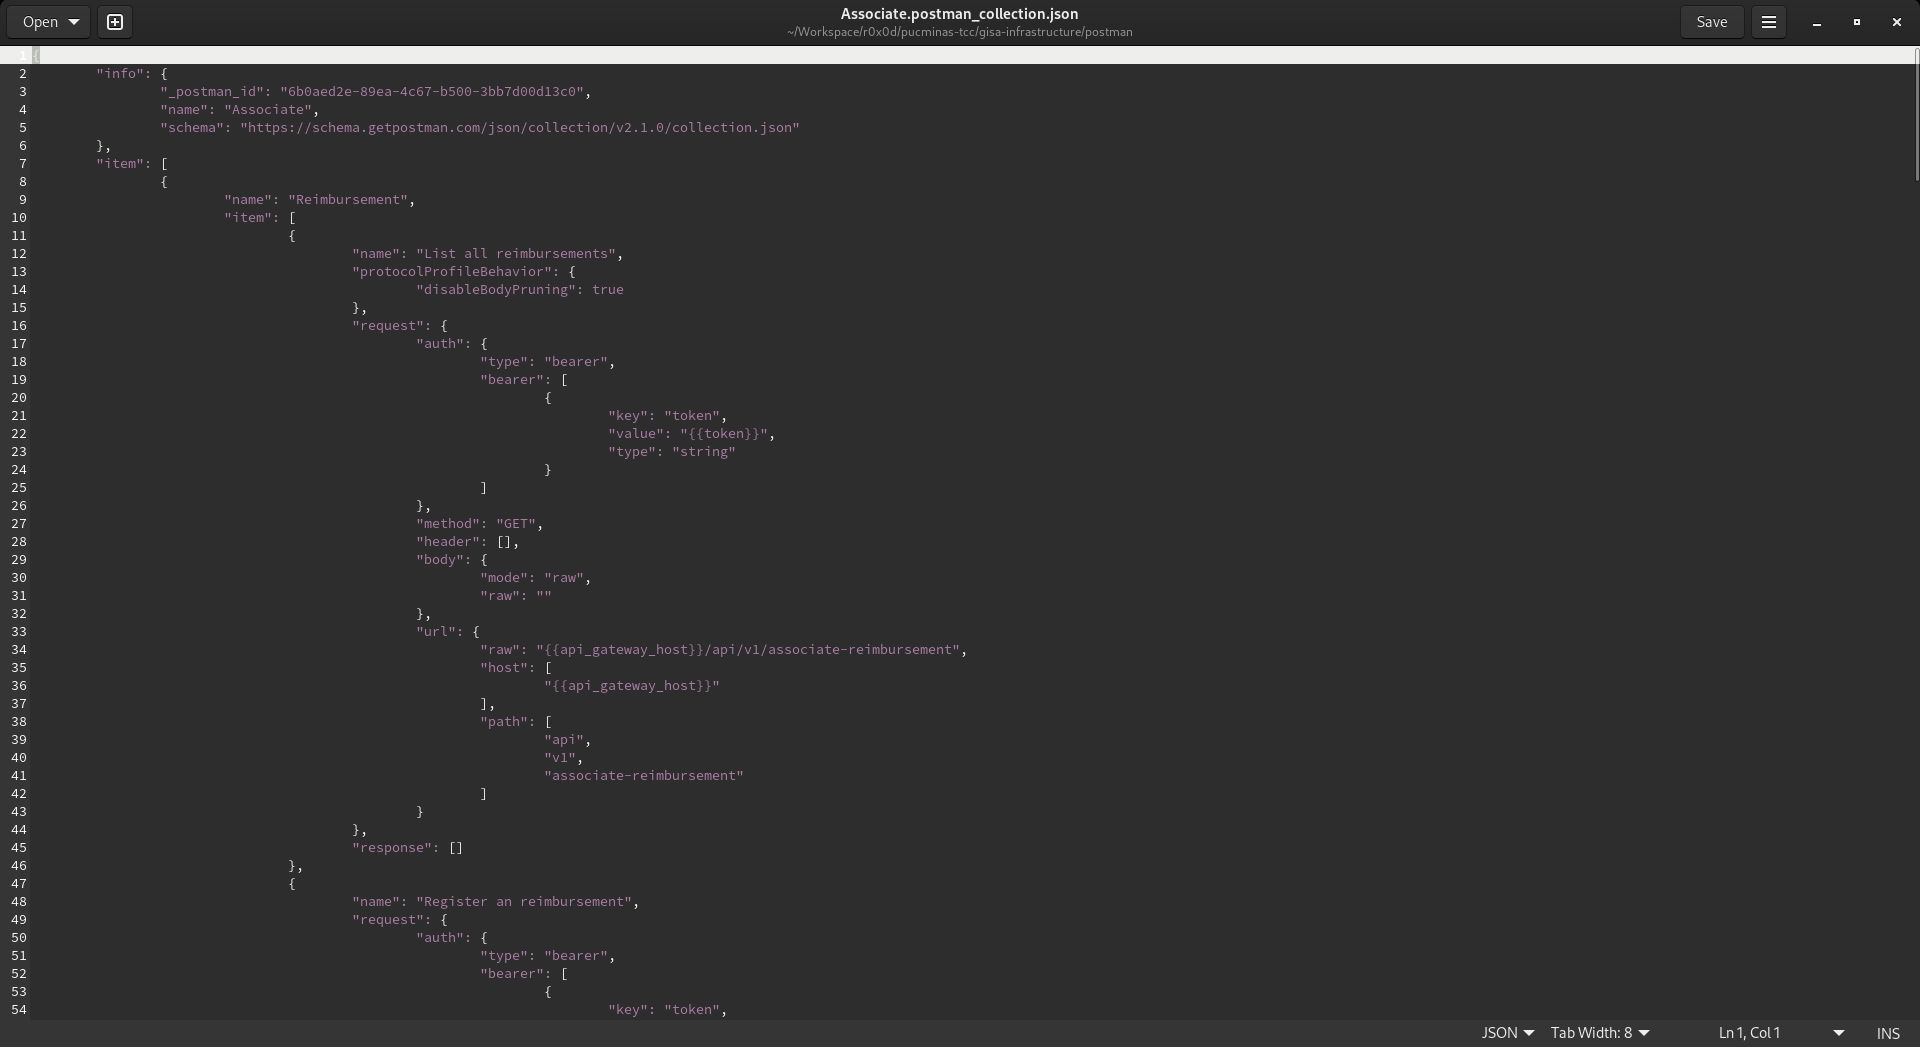 Open
Associate.postman_collection.json
~/Workspace/r0x0d/pucminas-tcc/gisa-infrastructure/postman
Save
1 {
2 "info": {
3 "_postman_id": "6b0aed2e-89ea-4c67-b500-3bb7d00d13c0",
4 "name": "Associate",
5 "schema": "https://schema.getpostman.com/json/collection/v2.1.0/collection.json"
6 },
7 "item": [
8 {
9 "name": "Reimbursement",
10 "item": [
11 {
12 "name": "List all reimbursements",
13 "protocolProfileBehavior": {
14 "disableBodyPruning": true
15 },
16 "request": {
17 "auth": {
18 "type": "bearer",
19 "bearer": [
20 {
21 "key": "token",
22 "value": "{{token}}",
23 "type": "string"
24 }
25 ]
26 },
27 "method": "GET",
28 "header": [],
29 "body": {
30 "mode": "raw",
31 "raw": ""
32 },
33 "url": {
34 "raw": "{{api_gateway_host}}/api/v1/associate-reimbursement",
35 "host": [
36 "{{api_gateway_host}}"
37 ],
38 "path": [
39 "api",
40 "v1",
41 "associate-reimbursement"
42 ]
43 }
44 },
45 "response": []
46 },
47 {
48 "name": "Register an reimbursement",
49 "request": {
50 "auth": {
51 "type": "bearer",
52 "bearer": [
53 {
54 "key": "token",
JSON Tab Width: 8 Ln 1, Col 1 INS